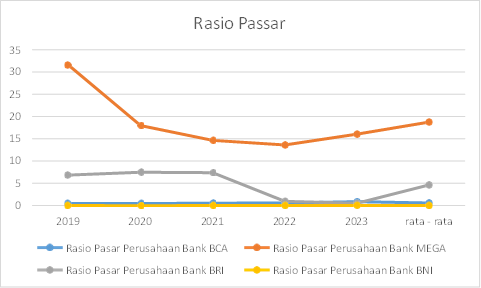 Rasio Passar
35
30
25
20
15
10
5
0
2019 2020 2021 2022 2023 rata - rata
Rasio Pasar Perusahaan Bank BCA Rasio Pasar Perusahaan Bank MEGA
Rasio Pasar Perusahaan Bank BRI Rasio Pasar Perusahaan Bank BNI